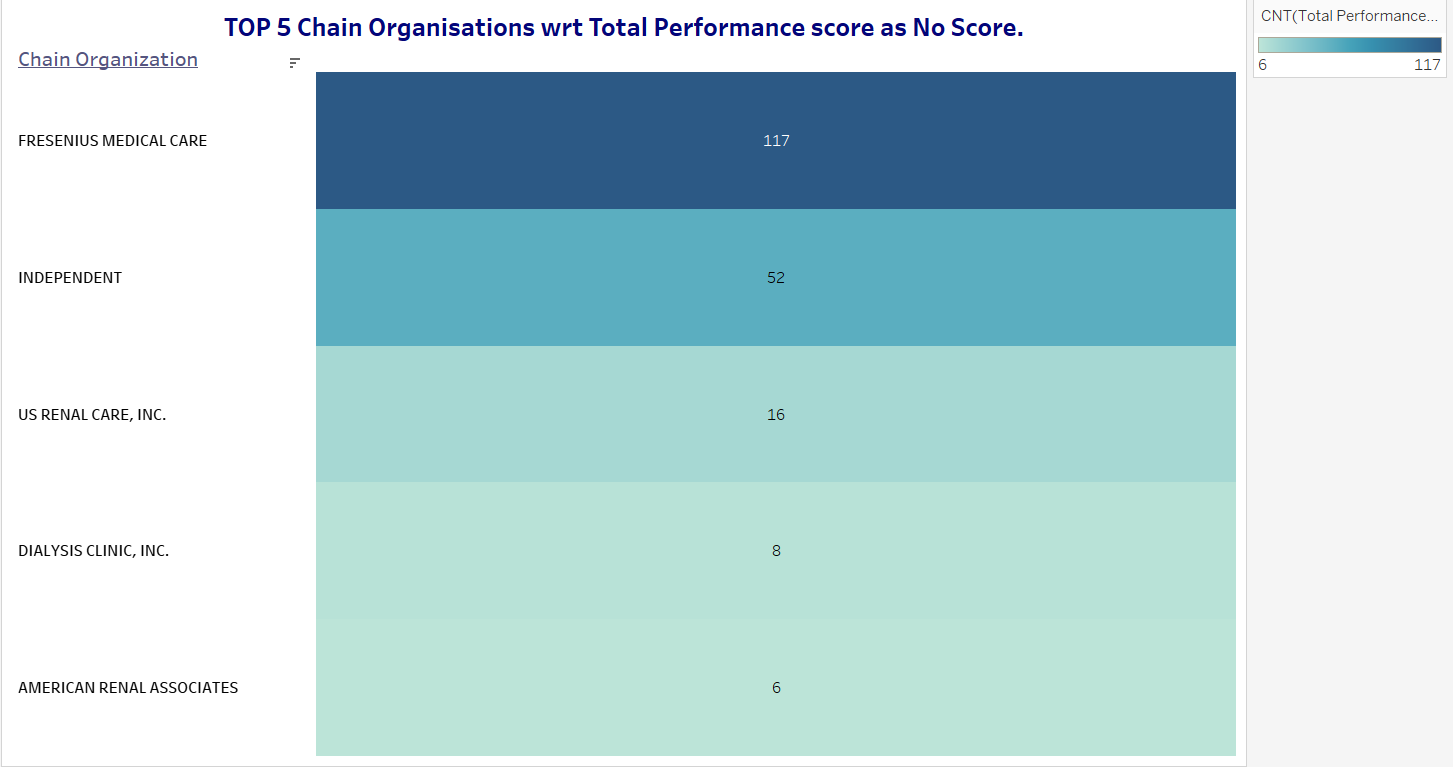 TOP 5 Chain Organisations wrt Total Performance score as No Score.
Chain Organization
FRESENIUS MEDICAL CARE 117
INDEPENDENT 52
US RENAL CARE, INC. 16
DIALYSIS CLINIC, INC. 8
AMERICAN RENAL ASSOCIATES 6
CNT(Total Performance...
6 117